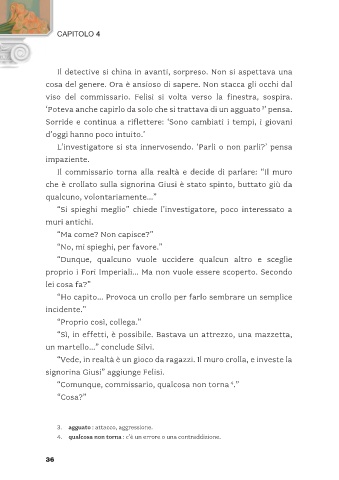 CAPITOLO 4
Il detective si china in avanti, sorpreso. Non si aspettava una
cosa del genere. Ora è ansioso di sapere. Non stacca gli occhi dal
viso del commissario. Felisi si volta verso la finestra, sospira.
'Poteva anche capirlo da solo che si trattava di un agguato³' pensa.
Sorride e continua a riflettere: 'Sono cambiati i tempi, i giovani
d'oggi hanno poco intuito.'
L'investigatore si sta innervosendo. 'Parli o non parli?' pensa
impaziente.
Il commissario torna alla realtà e decide di parlare: "Il muro
che è crollato sulla signorina Giusi è stato spinto, buttato giù da
qualcuno, volontariamente..."
"Si spieghi meglio" chiede l'investigatore, poco interessato a
muri antichi.
"Ma come? Non capisce?"
"No, mi spieghi, per favore."
"Dunque, qualcuno vuole uccidere qualcun altro e sceglie
proprio i Fori Imperiali... Ma non vuole essere scoperto. Secondo
lei cosa fa?"
"Ho capito... Provoca un crollo per farlo sembrare un semplice
incidente."
"Proprio così, collega."
"Sì, in effetti, è possibile. Bastava un attrezzo, una mazzetta,
un martello..." conclude Silvi.
"Vede, in realtà è un gioco da ragazzi. Il muro crolla, e investe la
signorina Giusi" aggiunge Felisi.
"Comunque, commissario, qualcosa non torna⁴."
"Cosa?"
3. agguato : attacco, aggressione.
4. qualcosa non torna : c'è un errore o una contraddizione.
36